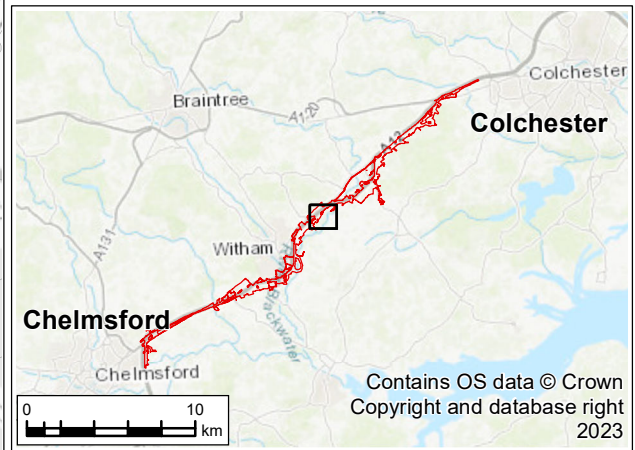 Colchester
Braintree
A120
Colchester
A12
Witham
A131
Chelmsford
Chelmsford
Contains OS data © Crown
Copyright and database right
2023
0 10
km